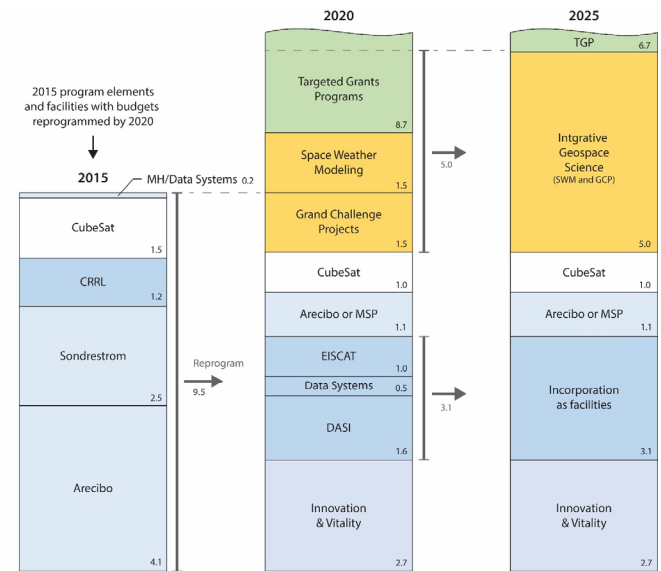 2015 program elements
and facilities with budgets
reprogrammed by 2020
2015
MH/Data Systems 0.2
CubeSat
1.5
CRRL
1.2
Sondrestrom
2.5
Arecibo
4.1
Reprogram
9.5
2020
Targeted Grants
Programs
8.7
Space Weather
Modeling
1.5
Grand Challenge
Projects
1.5
CubeSat
1.0
Arecibo or MSP
1.1
EISCAT
1.0
Data Systems 0.5
DASI
1.6
Innovation
& Vitality
2.7
5.0
3.1
2025
TGP
6.7
Intgrative
Geospace
Science
(SWM and GCP)
5.0
CubeSat
1.0
Arecibo or MSP
1.1
Incorporation
as facilities
3.1
Innovation
& Vitality
2.7